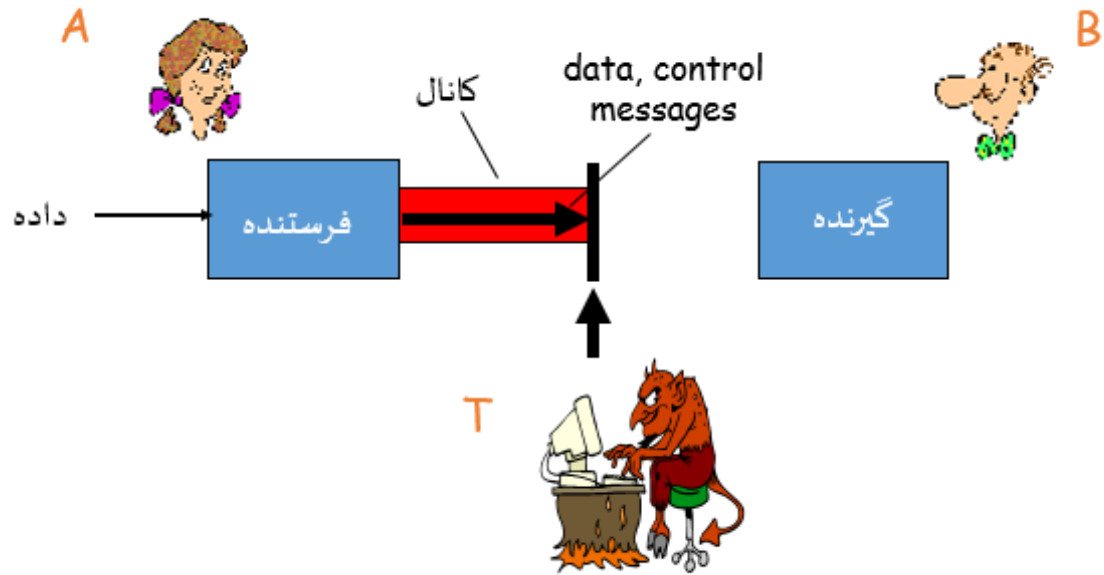 A
B
کانال
data, control
messages
داده
فرستنده
گیرنده
T